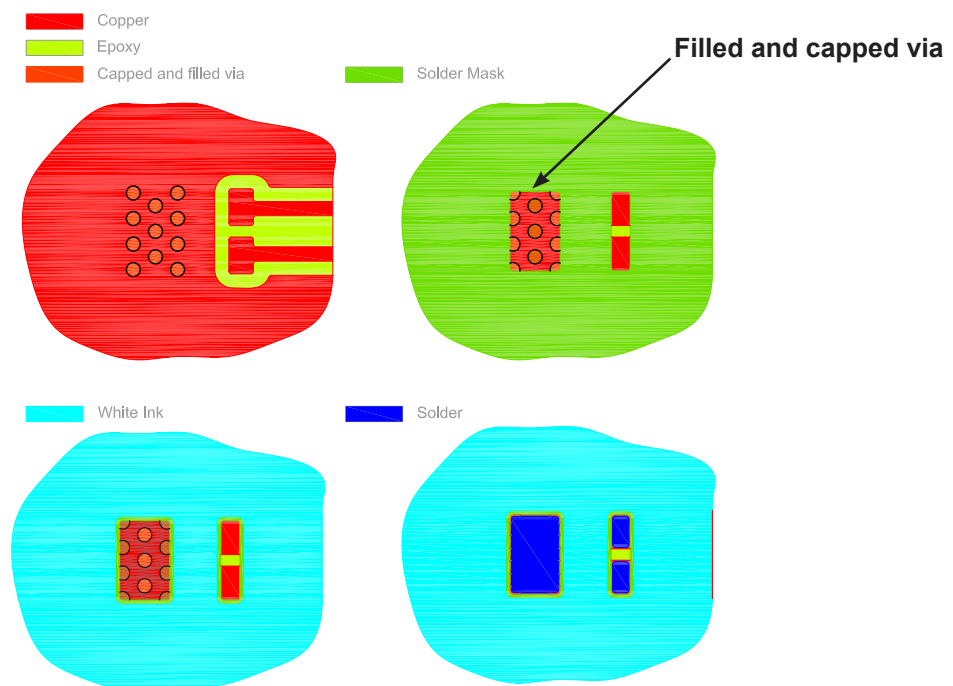 Copper
Epoxy
Capped and filled via
Solder Mask
Filled and capped via
White Ink
Solder